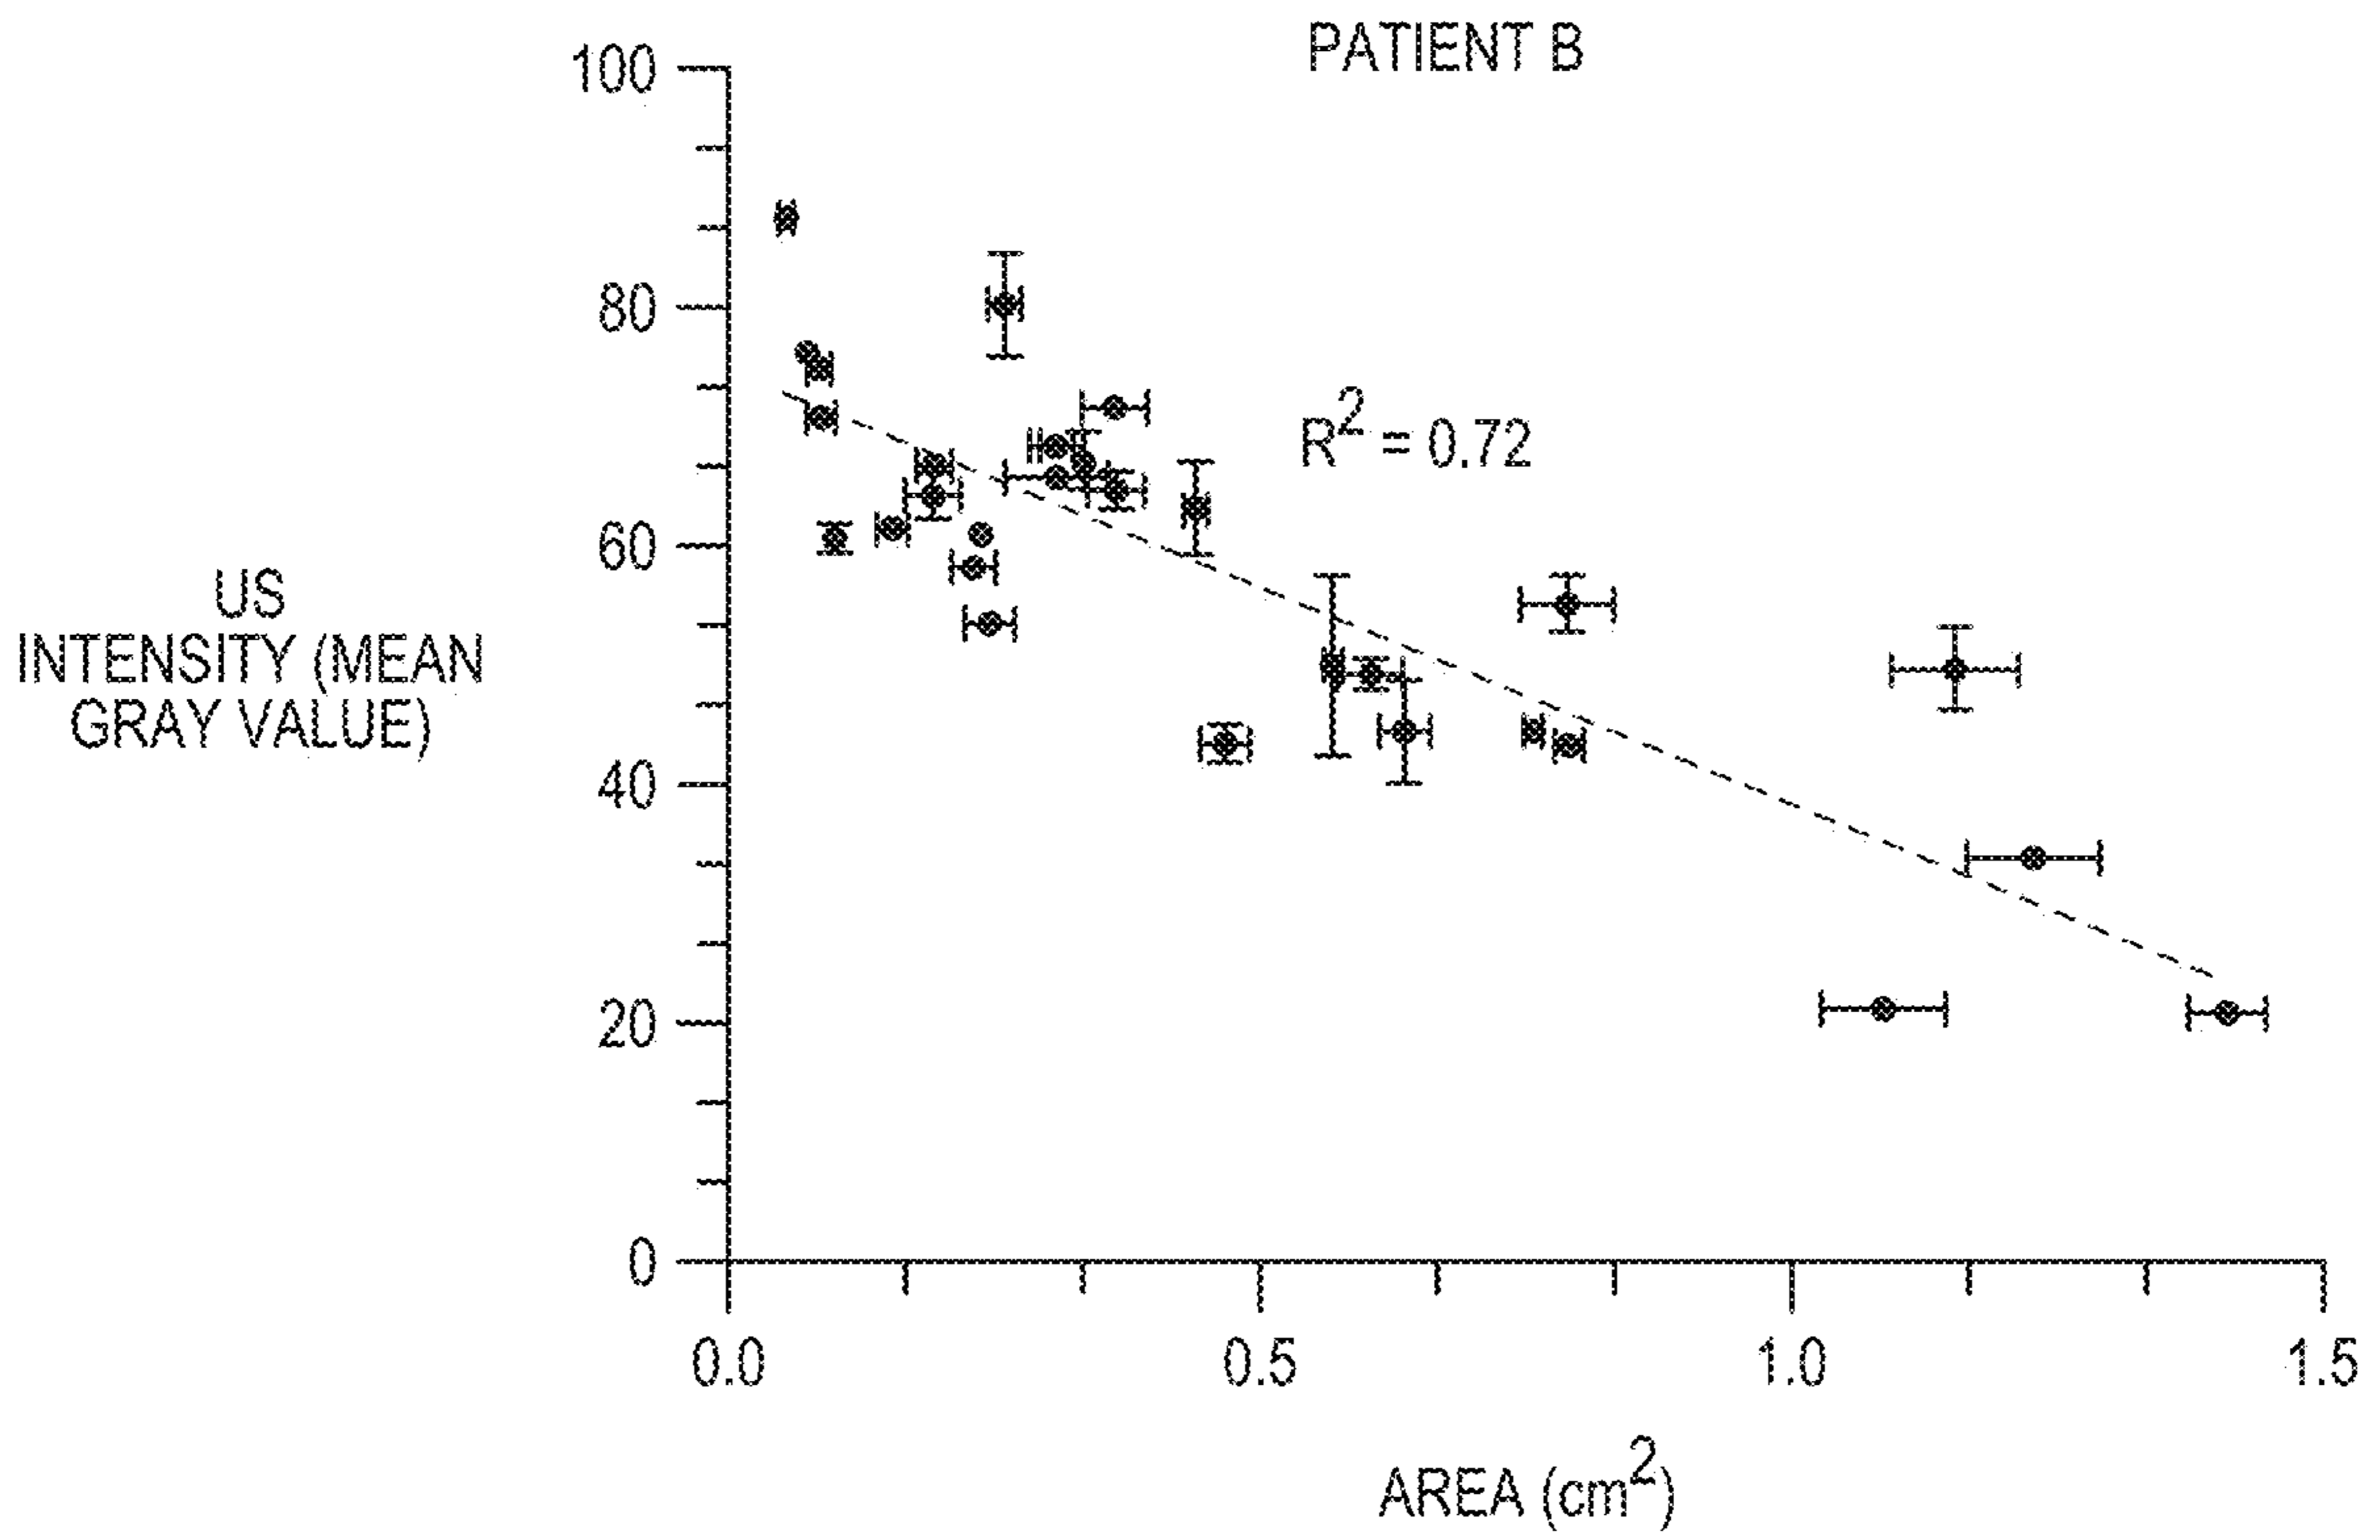 PATIENT B
100
80
60
40
20
0
US
INTENSITY (MEAN
GRAY VALUE)
R² = 0.72
0.0
0.5
1.0
1.5
AREA (cm²)